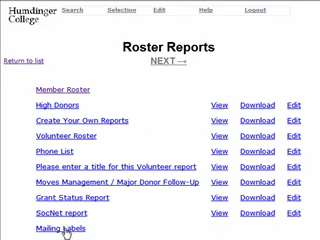 Humdinger College Search Selection Edit Help Logout
Roster Reports
Return to list NEXT→
Member Roster
High Donors View Download Edit
Create Your Own Reports View Download Edit
Volunteer Roster View Download Edit
Phone List View Download Edit
Please enter a title for this Volunteer report View Download Edit
Moves Management / Major Donor Follow-Up View Download Edit
Grant Status Report View Download Edit
SocNet report View Download Edit
Mailing Labels